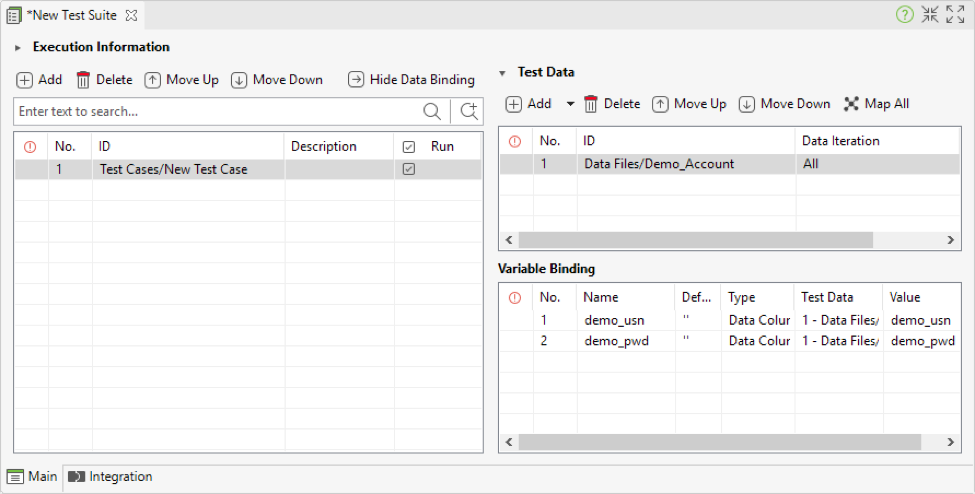 *New Test Suite
Execution Information
Add Delete Move Up Move Down Hide Data Binding
Enter text to search...
No. ID Description Run
1 Test Cases/New Test Case
Test Data
Add Delete Move Up Move Down Map All
No. ID Data Iteration
1 Data Files/Demo_Account All
Variable Binding
No. Name Def... Type Test Data Value
1 demo_usn '' Data Colur 1 - Data Files/ demo_usn
2 demo_pwd '' Data Colur 1 - Data Files/ demo_pwd
Main Integration